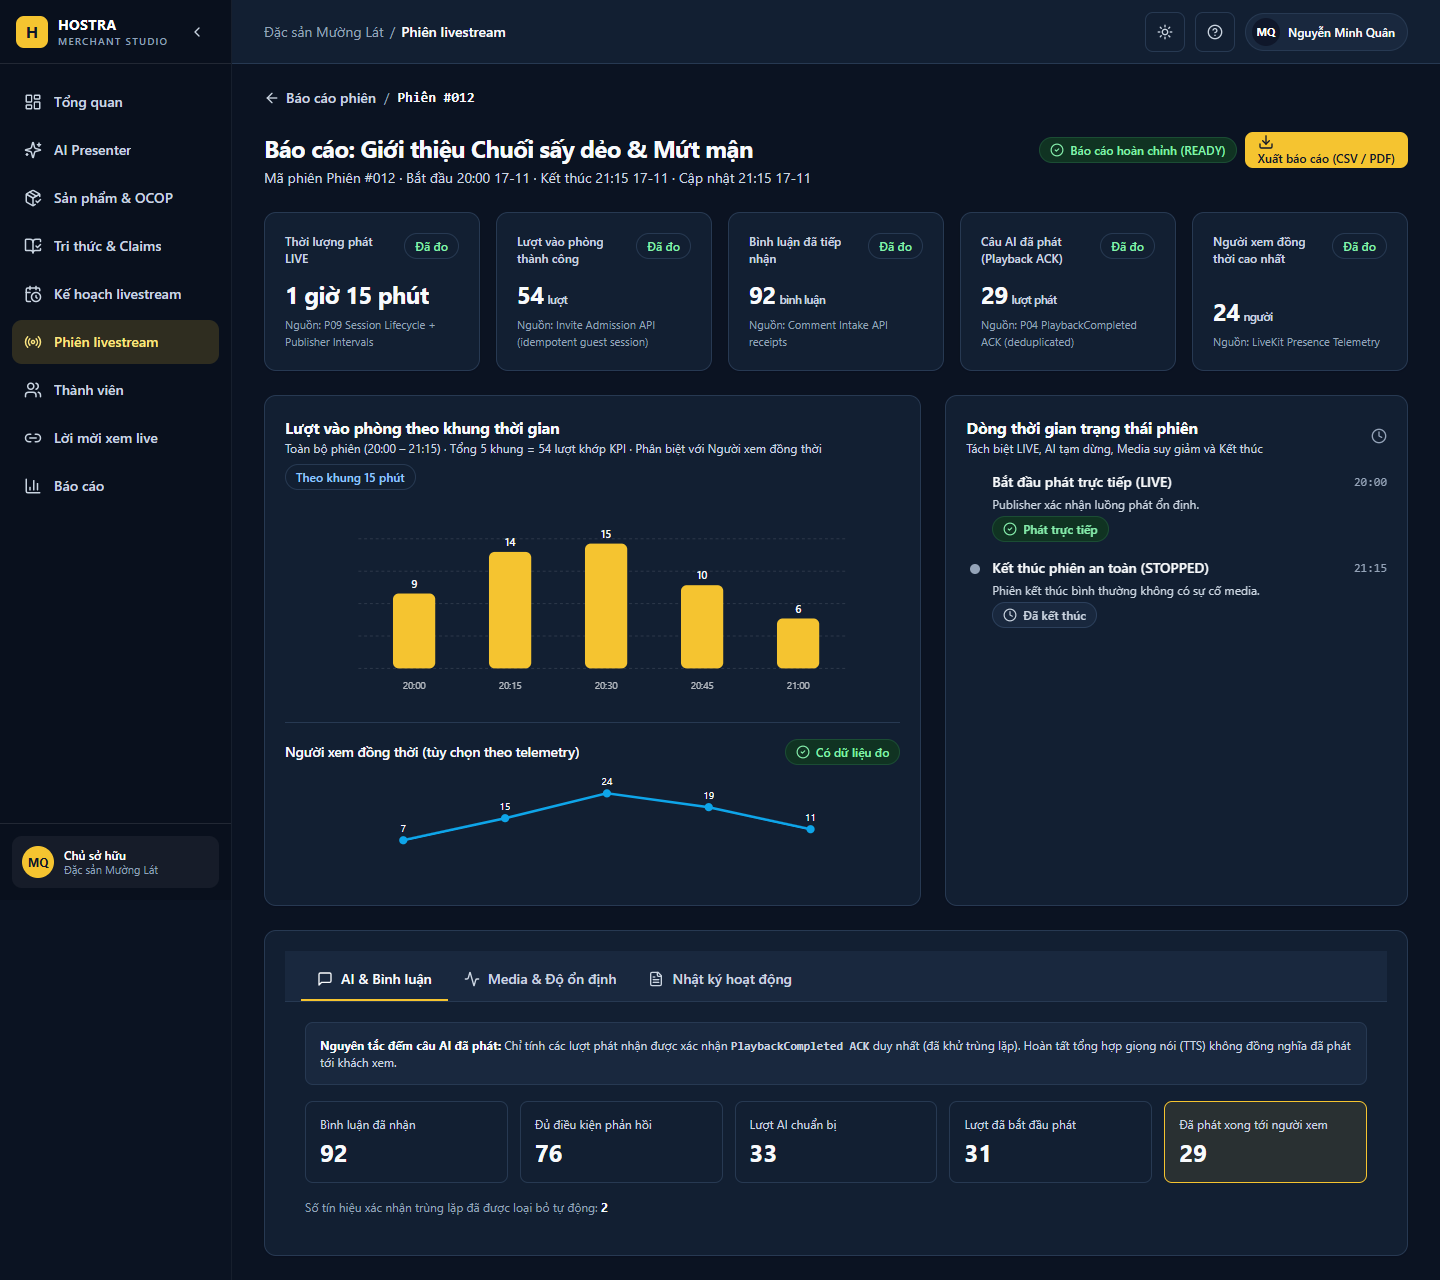 H
HOSTRA
MERCHANT STUDIO
Đặc sản Mường Lát / Phiên livestream
MQ Nguyễn Minh Quân
Tổng quan
AI Presenter
Sản phẩm & OCOP
Tri thức & Claims
Kế hoạch livestream
Phiên livestream
Thành viên
Lời mời xem live
Báo cáo
MQ
Chủ sở hữu
Đặc sản Mường Lát
Báo cáo phiên / Phiên #012
Báo cáo: Giới thiệu Chuối sấy dẻo & Mứt mận
Mã phiên Phiên #012 · Bắt đầu 20:00 17-11 · Kết thúc 21:15 17-11 · Cập nhật 21:15 17-11
Báo cáo hoàn chỉnh (READY)
Xuất báo cáo (CSV / PDF)
Thời lượng phát
LIVE
Đã đo
1 giờ 15 phút
Nguồn: P09 Session Lifecycle +
Publisher Intervals
Lượt vào phòng
thành công
Đã đo
54 lượt
Nguồn: Invite Admission API
(idempotent guest session)
Bình luận đã tiếp
nhận
Đã đo
92 bình luận
Nguồn: Comment Intake API
receipts
Câu AI đã phát
(Playback ACK)
Đã đo
29 lượt phát
Nguồn: P04 PlaybackCompleted
ACK (deduplicated)
Người xem đồng
thời cao nhất
Đã đo
24 người
Nguồn: LiveKit Presence Telemetry
Lượt vào phòng theo khung thời gian
Toàn bộ phiên (20:00 – 21:15) · Tổng 5 khung = 54 lượt khớp KPI · Phân biệt với Người xem đồng thời
Theo khung 15 phút
9
14
15
10
6
20:00
20:15
20:30
20:45
21:00
Người xem đồng thời (tùy chọn theo telemetry)
Có dữ liệu đo
7
15
24
19
11
Dòng thời gian trạng thái phiên
Tách biệt LIVE, AI tạm dừng, Media suy giảm và Kết thúc
Bắt đầu phát trực tiếp (LIVE)
20:00
Publisher xác nhận luồng phát ổn định.
Phát trực tiếp
Kết thúc phiên an toàn (STOPPED)
21:15
Phiên kết thúc bình thường không có sự cố media.
Đã kết thúc
AI & Bình luận
Media & Độ ổn định
Nhật ký hoạt động
Nguyên tắc đếm câu AI đã phát: Chỉ tính các lượt phát nhận được xác nhận PlaybackCompleted ACK duy nhất (đã khử trùng lặp). Hoàn tất tổng hợp giọng nói (TTS) không đồng nghĩa đã phát
tới khách xem.
Bình luận đã nhận
92
Đủ điều kiện phản hồi
76
Lượt AI chuẩn bị
33
Lượt đã bắt đầu phát
31
Đã phát xong tới người xem
29
Số tín hiệu xác nhận trùng lặp đã được loại bỏ tự động: 2